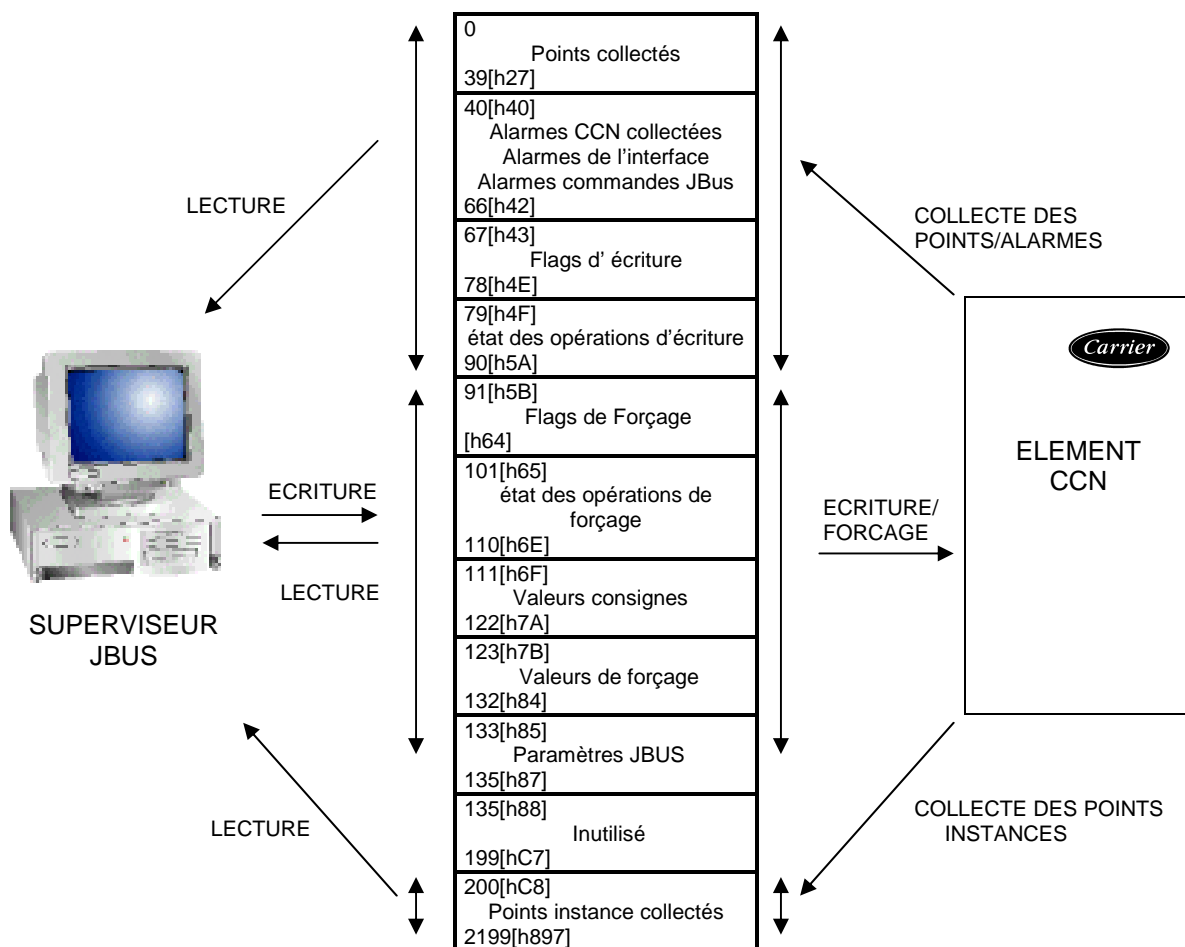 0
Points collectés
39[h27]
40[h40]
Alarmes CCN collectées
Alarmes de l'interface
Alarmes commandes JBus
66[h42]
67[h43]
Flags d' écriture
78[h4E]
79[h4F]
état des opérations d'écriture
90[h5A]
91[h5B]
Flags de Forçage
[h64]
101[h65]
état des opérations de
forçage
110[h6E]
111[h6F]
Valeurs consignes
122[h7A]
123[h7B]
Valeurs de forçage
132[h84]
133[h85]
Paramètres JBUS
135[h87]
135[h88]
Inutilisé
199[hC7]
200[hC8]
Points instance collectés
2199[h897]
LECTURE
ECRITURE
LECTURE
SUPERVISEUR
JBUS
LECTURE
COLLECTE DES
POINTS/ALARMES
Carrier
ELEMENT
CCN
ECRITURE/
FORCAGE
COLLECTE DES POINTS
INSTANCES